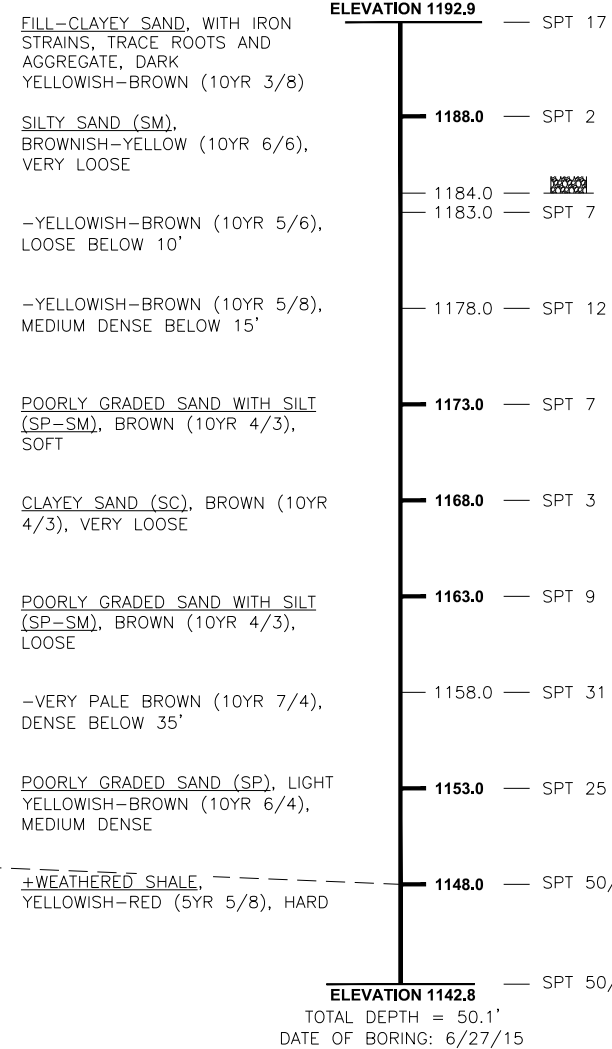 ELEVATION 1192.9
FILL-CLAYEY SAND, WITH IRON
STRAINS, TRACE ROOTS AND
AGGREGATE, DARK
YELLOWISH-BROWN (10YR 3/8)
SPT 17
SILTY SAND (SM),
BROWNISH-YELLOW (10YR 6/6),
VERY LOOSE
1188.0
SPT 2
1184.0
-YELLOWISH-BROWN (10YR 5/6),
LOOSE BELOW 10'
1183.0
SPT 7
-YELLOWISH-BROWN (10YR 5/8),
MEDIUM DENSE BELOW 15'
1178.0
SPT 12
POORLY GRADED SAND WITH SILT
(SP-SM), BROWN (10YR 4/3),
SOFT
1173.0
SPT 7
CLAYEY SAND (SC), BROWN (10YR
4/3), VERY LOOSE
1168.0
SPT 3
POORLY GRADED SAND WITH SILT
(SP-SM), BROWN (10YR 4/3),
LOOSE
1163.0
SPT 9
-VERY PALE BROWN (10YR 7/4),
DENSE BELOW 35'
1158.0
SPT 31
POORLY GRADED SAND (SP), LIGHT
YELLOWISH-BROWN (10YR 6/4),
MEDIUM DENSE
1153.0
SPT 25
+WEATHERED SHALE,
YELLOWISH-RED (5YR 5/8), HARD
1148.0
SPT 50/
SPT 50/
ELEVATION 1142.8
TOTAL DEPTH = 50.1'
DATE OF BORING: 6/27/15